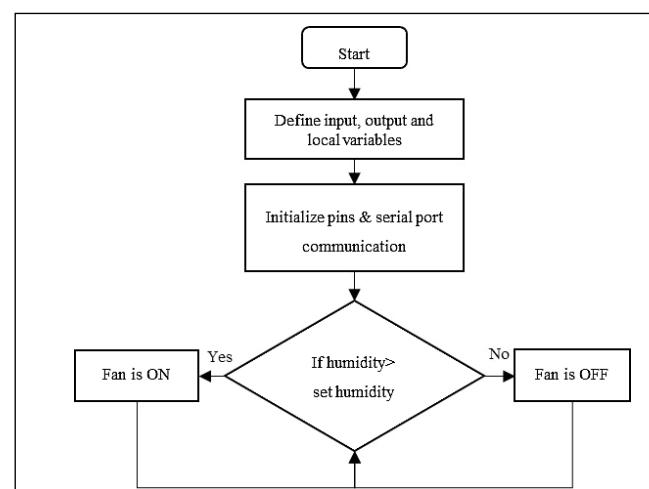 Start
Define input, output and
local variables
Initialize pins & serial port
communication
If humidity>
set humidity
Yes
No
Fan is ON
Fan is OFF